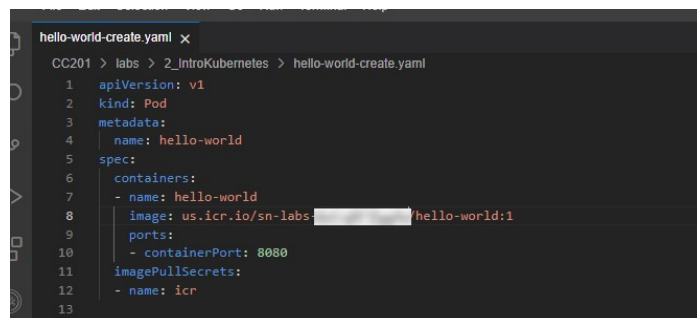 hello-world-create.yaml ×
CC201 > labs > 2_IntroKubernetes > hello-world-create.yaml
1 apiVersion: v1
2 kind: Pod
3 metadata:
4 name: hello-world
5 spec:
6 containers:
7 - name: hello-world
8 image: us.icr.io/sn-labs- /hello-world:1
9 ports:
10 - containerPort: 8080
11 imagePullSecrets:
12 - name: icr
13